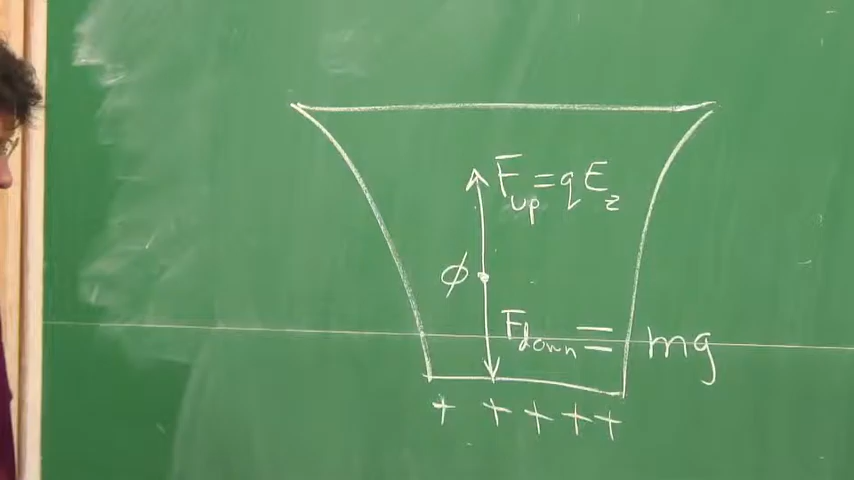 F_up = qE_z
ϕ
F_down = mg
+ + + + +